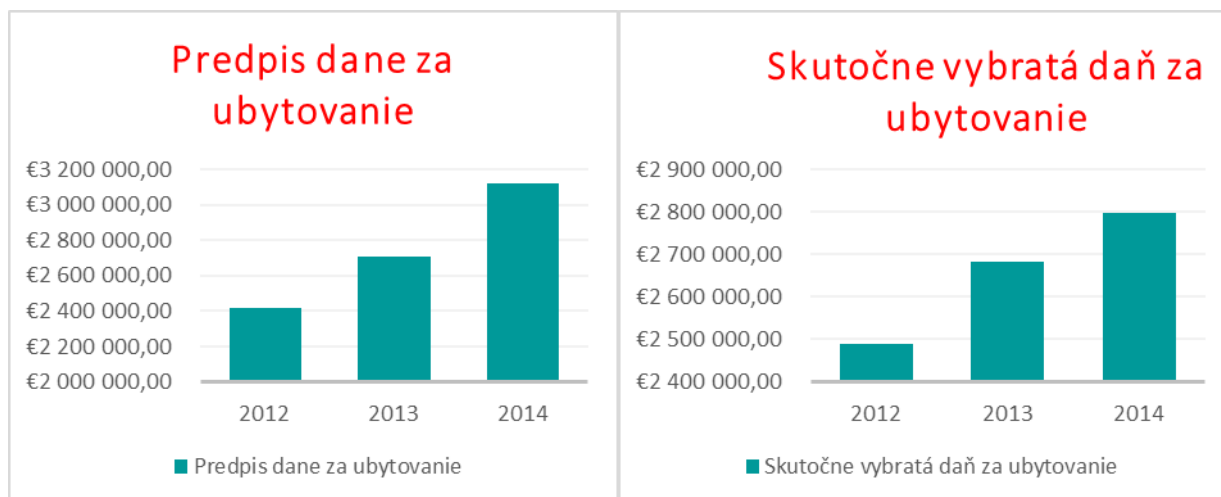 Predpis dane za
ubytovanie
€3 200 000,00
€3 000 000,00
€2 800 000,00
€2 600 000,00
€2 400 000,00
€2 200 000,00
€2 000 000,00
2012 2013 2014
Predpis dane za ubytovanie
Skutočne vybratá daň za
ubytovanie
€2 900 000,00
€2 800 000,00
€2 700 000,00
€2 600 000,00
€2 500 000,00
€2 400 000,00
2012 2013 2014
Skutočne vybratá daň za ubytovanie